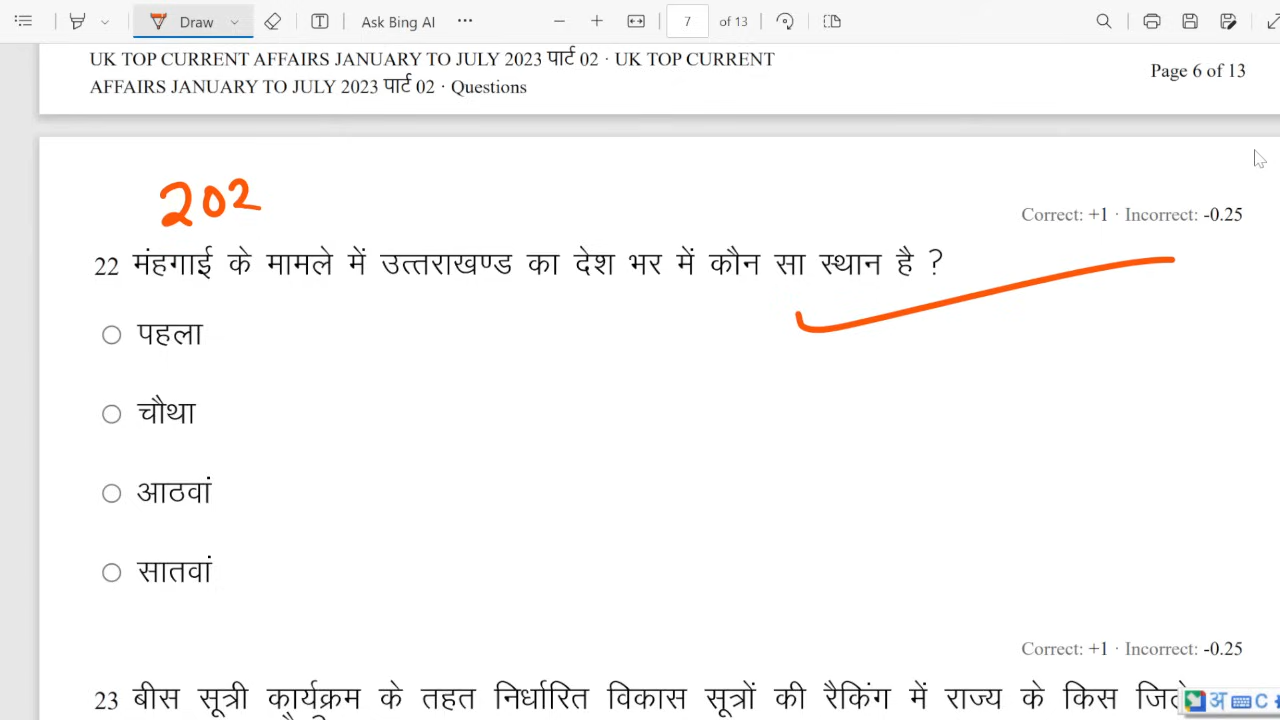 Draw
Ask Bing AI
7
of 13
UK TOP CURRENT AFFAIRS JANUARY TO JULY 2023 पार्ट 02 · UK TOP CURRENT
AFFAIRS JANUARY TO JULY 2023 पार्ट 02 · Questions
Page 6 of 13
202
Correct: +1 · Incorrect: -0.25
22 मंहगाई के मामले में उत्तराखण्ड का देश भर में कौन सा स्थान है ?
पहला
चौथा
आठवां
सातवां
Correct: +1 · Incorrect: -0.25
23 बीस सूत्री कार्यक्रम के तहत निर्धारित विकास सूत्रों की रैकिंग में राज्य के किस
अ